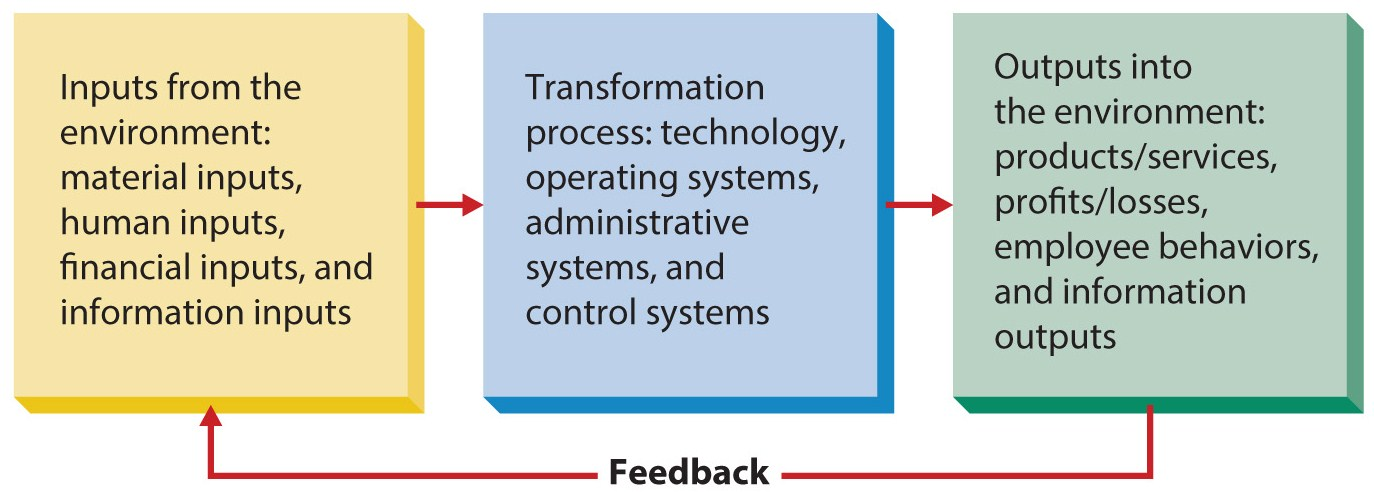 Inputs from the
environment:
material inputs,
human inputs,
financial inputs, and
information inputs
Transformation
process: technology,
operating systems,
administrative
systems, and
control systems
Outputs into
the environment:
products/services,
profits/losses,
employee behaviors,
and information
outputs
Feedback